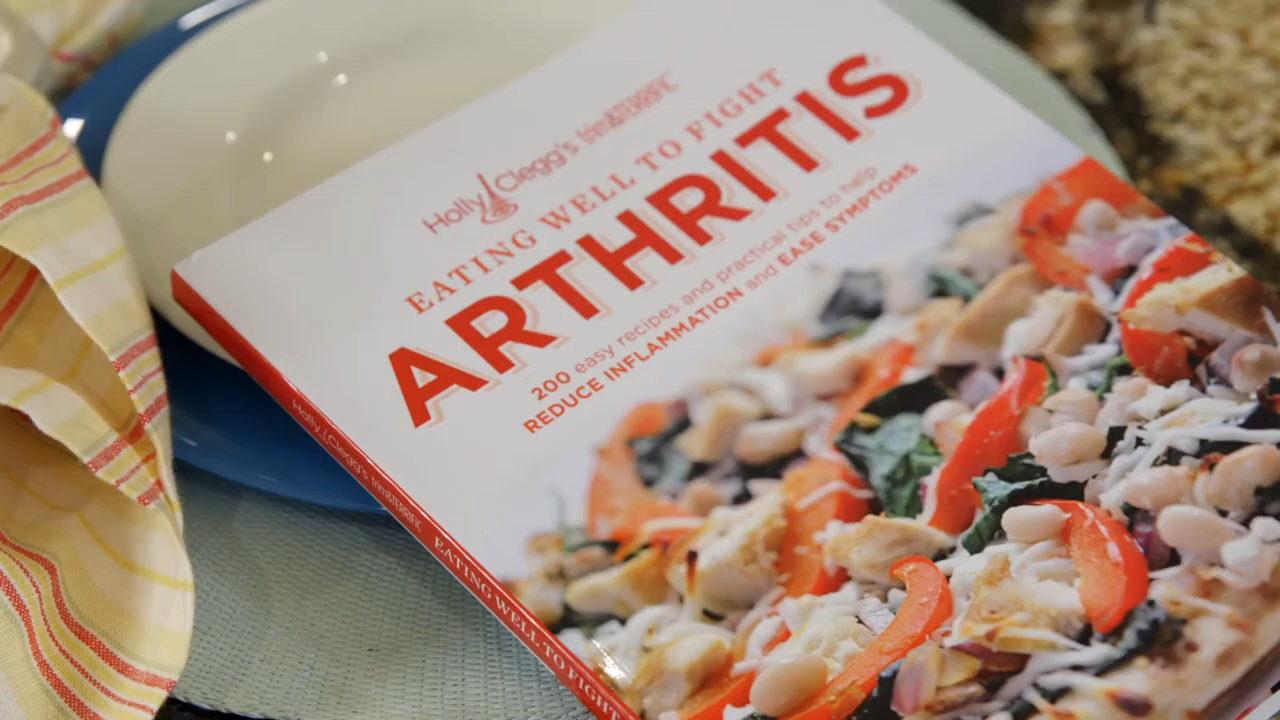 Holly Clegg's trim&TERRIFIC
EATING WELL TO FIGHT
ARTHRITIS
200 easy recipes and practical tips to help
REDUCE INFLAMMATION and EASE SYMPTOMS
Holly Clegg's trim&TERRIFIC EATING WELL TO FIGHT